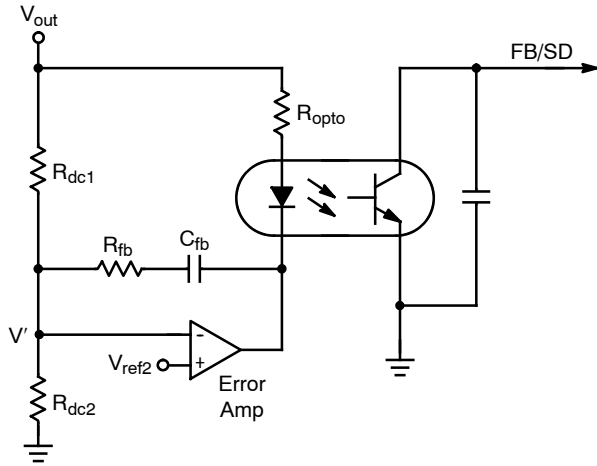 Vout
FB/SD
Ropto
Rdc1
Rfb
Cfb
V'
-
Vref2
+
Error
Amp
Rdc2